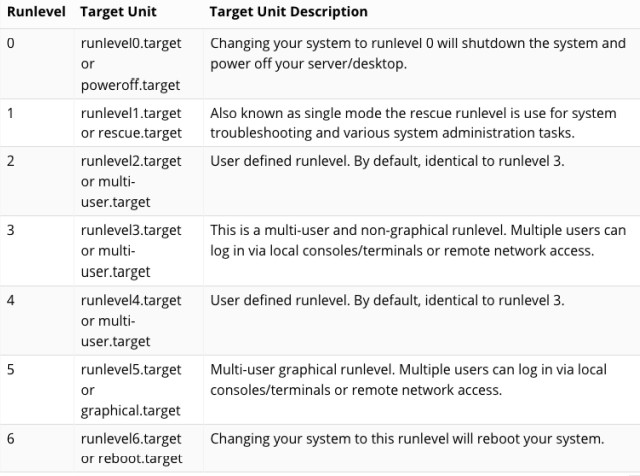 Runlevel Target Unit Target Unit Description
0 runlevel0.target Changing your system to runlevel 0 will shutdown the system and
or power off your server/desktop.
poweroff.target
1 runlevel1.target Also known as single mode the rescue runlevel is use for system
or rescue.target troubleshooting and various system administration tasks.
2 runlevel2.target User defined runlevel. By default, identical to runlevel 3.
or multi-
user.target
3 runlevel3.target This is a multi-user and non-graphical runlevel. Multiple users can
or multi- log in via local consoles/terminals or remote network access.
user.target
4 runlevel4.target User defined runlevel. By default, identical to runlevel 3.
or multi-
user.target
5 runlevel5.target Multi-user graphical runlevel. Multiple users can log in via local
or consoles/terminals or remote network access.
graphical.target
6 runlevel6.target Changing your system to this runlevel will reboot your system.
or reboot.target